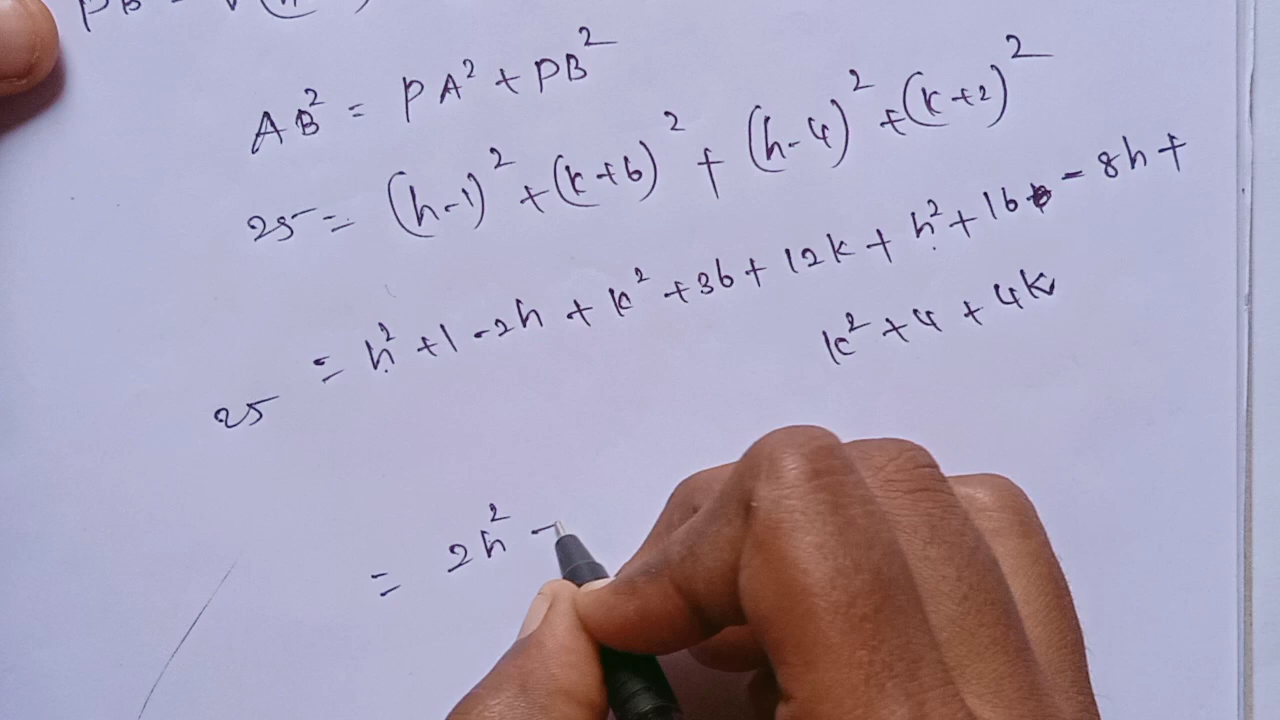 PB = √(h
AB² = PA² + PB²
25 = (h-1)² + (k+6)² + (h-4)² + (k+2)²
25 = h² + 1 - 2h + k² + 36 + 12k + h² + 16 - 8h +
k² + 4 + 4k
= 2h² -